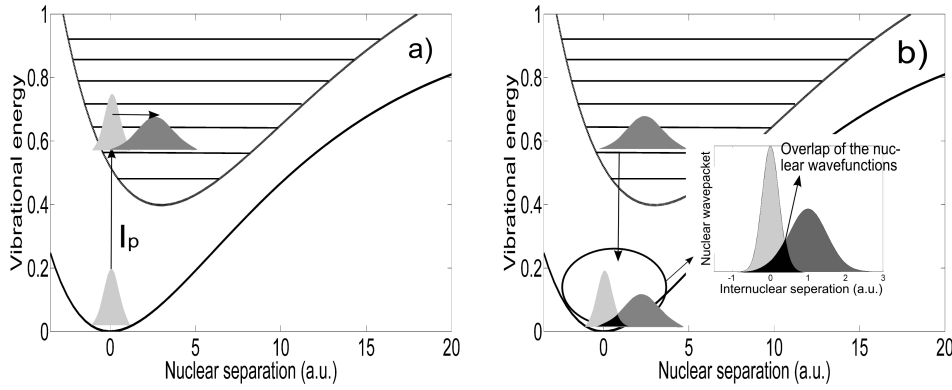 a)
Vibrational energy
1
0.8
0.6
0.4
0.2
0
Ip
0
5
10
15
20
Nuclear separation (a.u.)
b)
Vibrational energy
1
0.8
0.6
0.4
0.2
0
Overlap of the nuc-
lear wavefunctions
Nuclear wavepacket
-1
0
1
2
3
Internuclear seperation (a.u.)
0
5
10
15
20
Nuclear separation (a.u.)